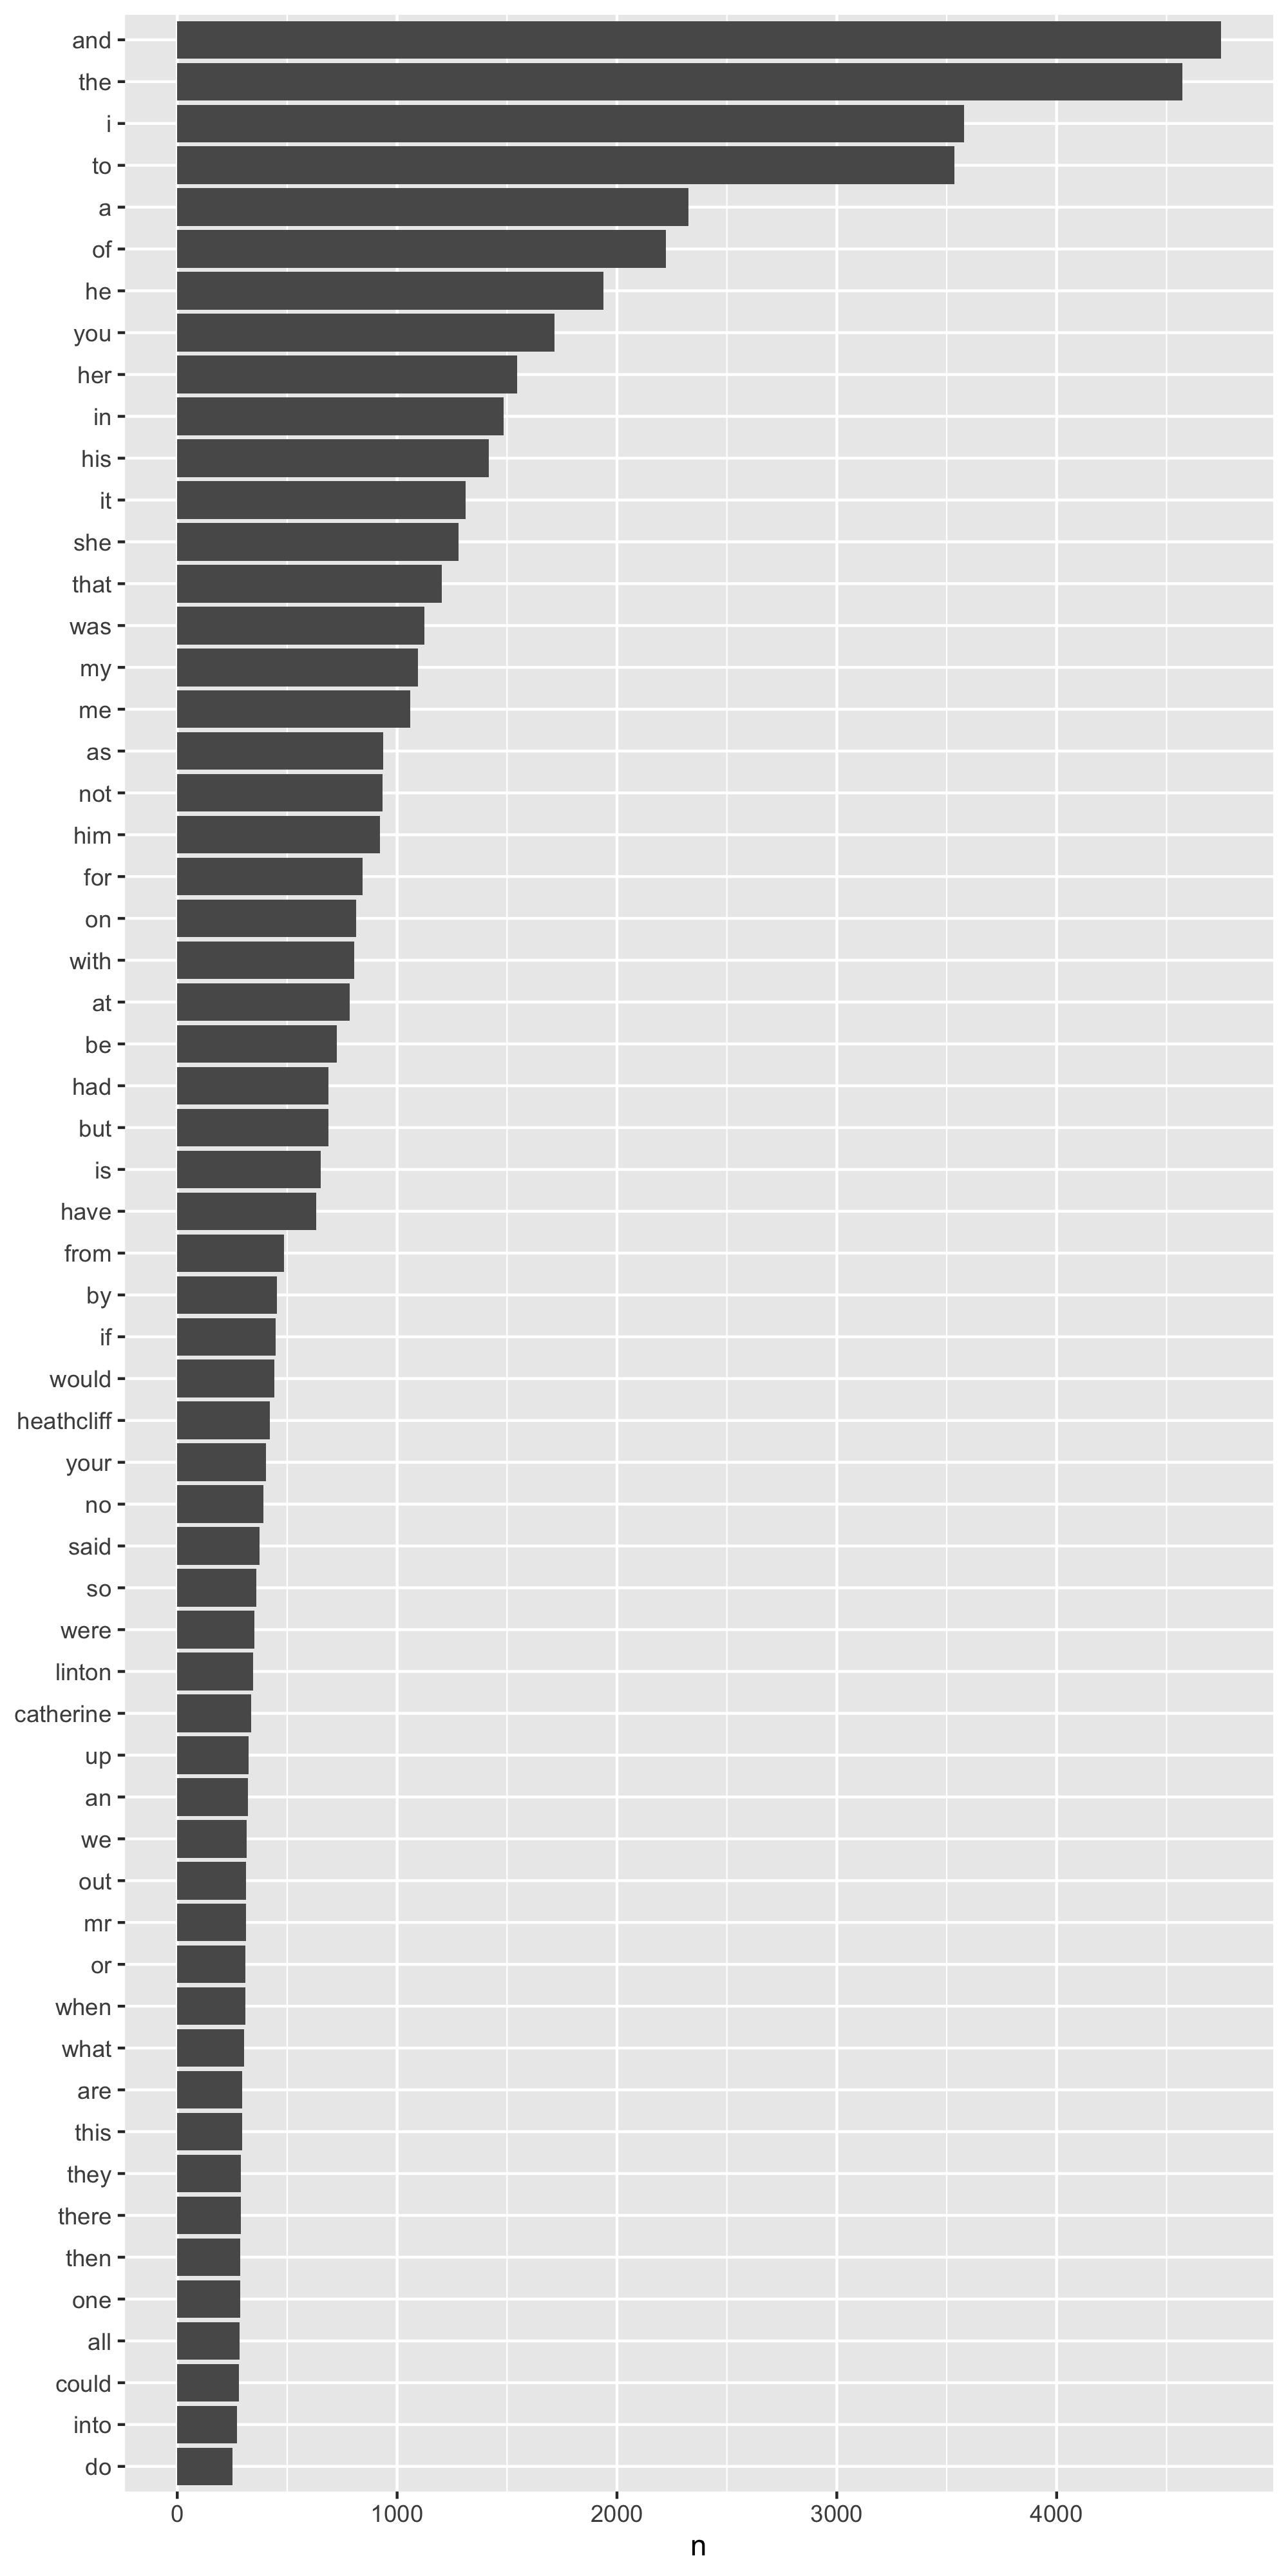 and
the
i
to
a
of
he
you
her
in
his
it
she
that
was
my
me
as
not
him
for
on
with
at
be
had
but
is
have
from
by
if
would
heathcliff
your
no
said
so
were
linton
catherine
up
an
we
out
mr
or
when
what
are
this
they
there
then
one
all
could
into
do
0 1000 2000 3000 4000
n